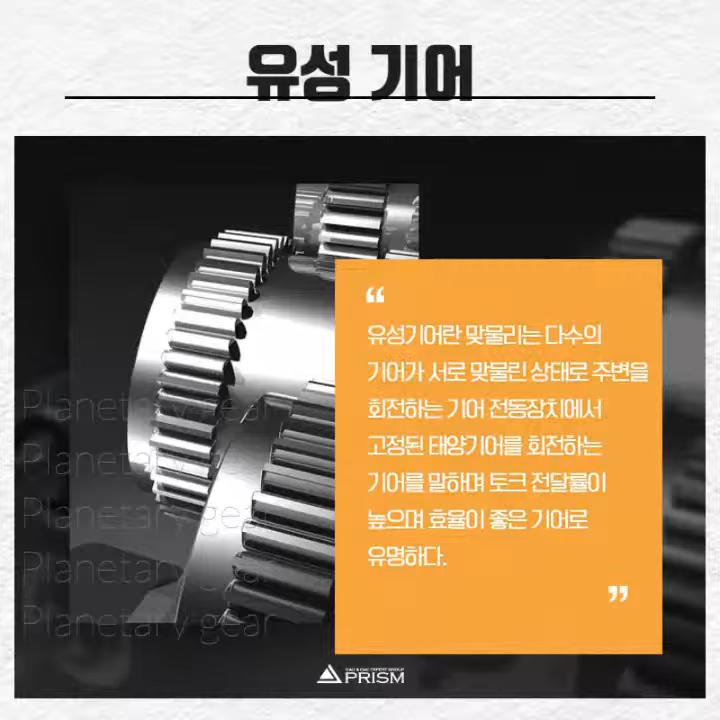 유성 기어
“
유성기어란 맞물리는 다수의
기어가 서로 맞물린 상태로 주변을
회전하는 기어 전동장치에서
고정된 태양기어를 회전하는
기어를 말하며 토크 전달률이
높으며 효율이 좋은 기어로
유명하다.
”
Planetary gear
Planetary gear
Planetary gear
Planetary gear
Planetary gear
PRISM